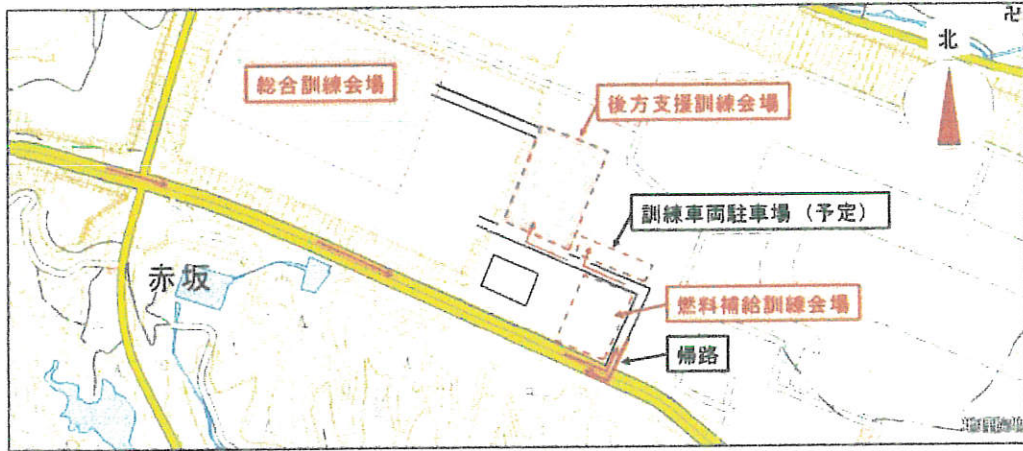 卍
北
総合訓練会場
後方支援訓練会場
訓練車両駐車場（予定）
赤坂
燃料補給訓練会場
帰路